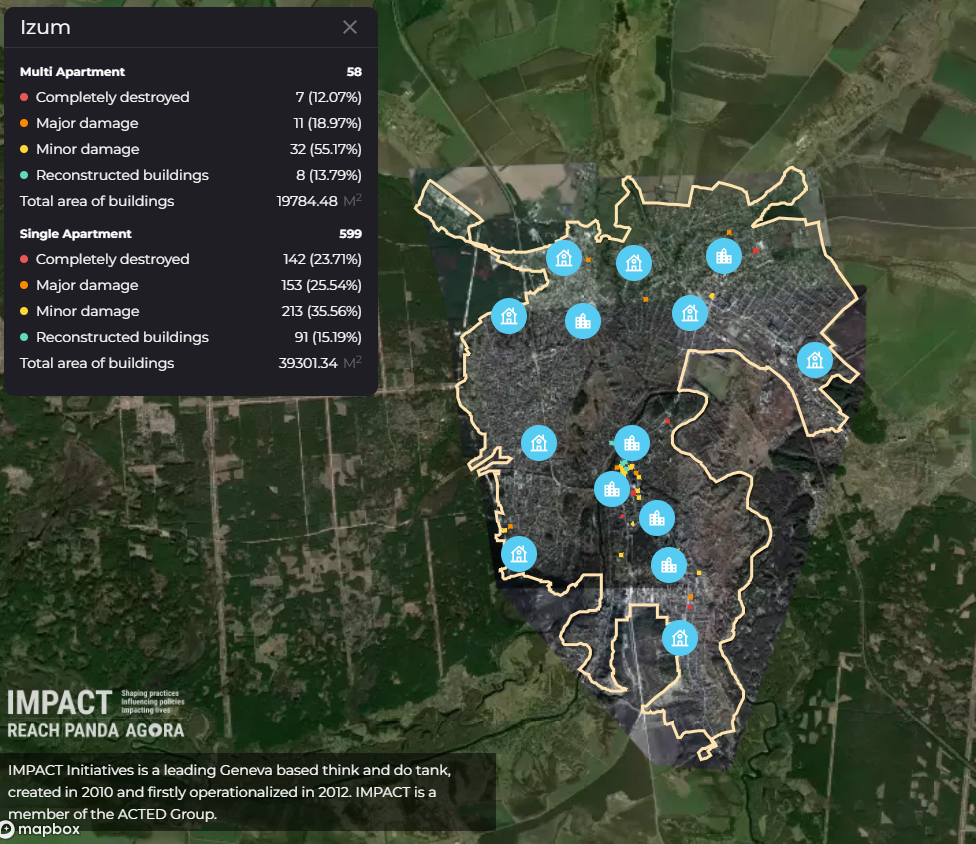 Izum
Multi Apartment 58
Completely destroyed 7 (12.07%)
Major damage 11 (18.97%)
Minor damage 32 (55.17%)
Reconstructed buildings 8 (13.79%)
Total area of buildings 19784.48 M²
Single Apartment 599
Completely destroyed 142 (23.71%)
Major damage 153 (25.54%)
Minor damage 213 (35.56%)
Reconstructed buildings 91 (15.19%)
Total area of buildings 39301.34 M²
IMPACT
Shaping practices
Influencing policies
Impacting lives
REACH PANDA AGORA
IMPACT Initiatives is a leading Geneva based think and do tank,
created in 2010 and firstly operationalized in 2012. IMPACT is a
member of the ACTED Group.
mapbox